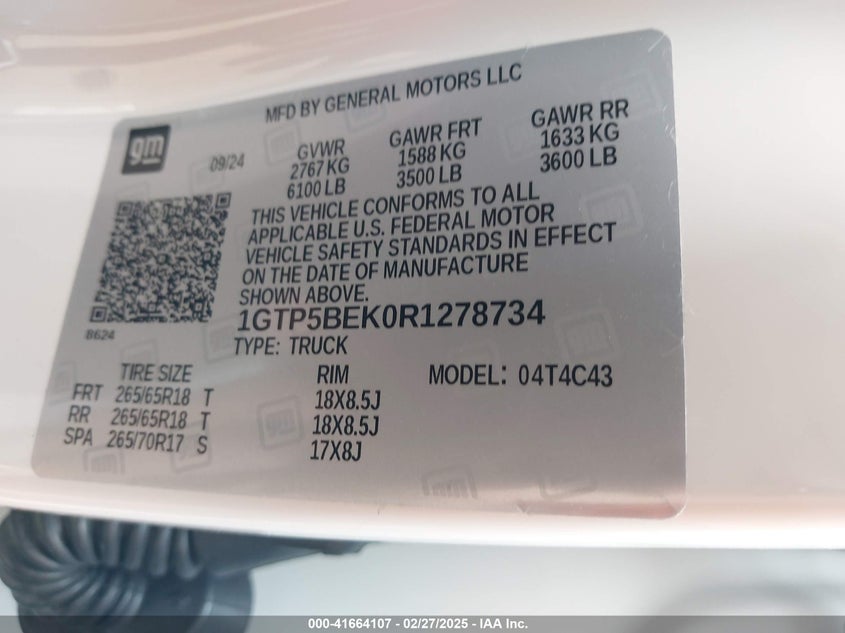 MFD BY GENERAL MOTORS LLC
gm
09/24
GVWR
2767 KG
6100 LB
GAWR FRT
1588 KG
3500 LB
GAWR RR
1633 KG
3600 LB
THIS VEHICLE CONFORMS TO ALL
APPLICABLE U.S. FEDERAL MOTOR
VEHICLE SAFETY STANDARDS IN EFFECT
ON THE DATE OF MANUFACTURE
SHOWN ABOVE.
B624
1GTP5BEK0R1278734
TYPE: TRUCK
TIRE SIZE RIM MODEL: 04T4C43
FRT 265/65R18 T 18X8.5J
RR 265/65R18 T 18X8.5J
SPA 265/70R17 S 17X8J
000-41664107 - 02/27/2025 - IAA Inc.